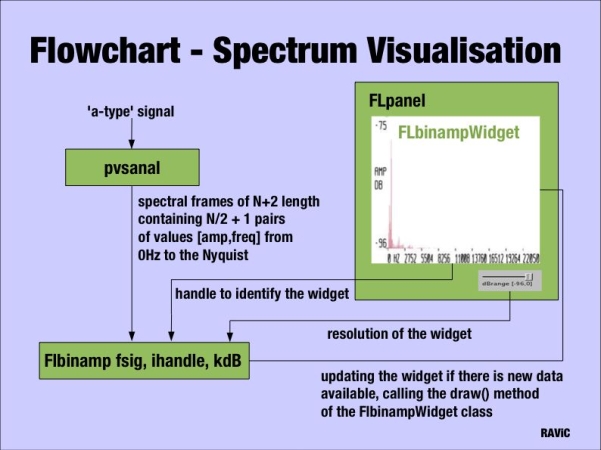 Flowchart - Spectrum Visualisation
'a-type' signal
pvsanal
spectral frames of N+2 length
containing N/2 + 1 pairs
of values [amp,freq] from
0Hz to the Nyquist
FLpanel
FLbinampWidget
-75
AMP
DB
-96
0 HZ 2752 5504 8256 11008 13760 16512 19264 22050
dBrange [-96,0]
handle to identify the widget
resolution of the widget
Flbinamp fsig, ihandle, kdB
updating the widget if there is new data
available, calling the draw() method
of the FlbinampWidget class
RAVIC